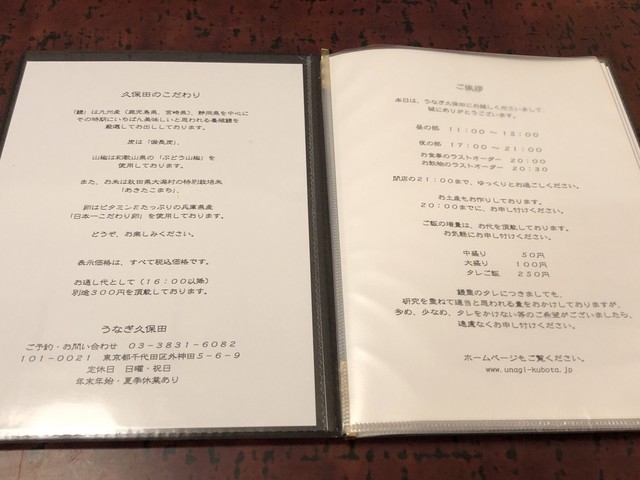 久保田のこだわり
「鰻」は九州産（鹿児島県、宮崎県）、静岡県を中心に
その時期にいちばん美味しいと思われる養殖鰻を
厳選してお出ししております。
炭は「備長炭」。
山椒は和歌山県の「ぶどう山椒」を
使用しております。
また、お米は秋田県大潟村の特別栽培米
「あきたこまち」、
卵はビタミンEたっぷりの兵庫県産
「日本一こだわり卵」を使用しております。
どうぞ、お楽しみください。
表示価格は、すべて税込価格です。
お通し代として（１６：００以降）
別途３００円を頂戴しております。
うなぎ久保田
ご予約・お問い合わせ　０３－３８３１－６０８２
１０１－００２１　東京都千代田区外神田５－６－９
定休日　日曜・祝日
年末年始・夏季休業あり
ご挨拶
本日は、うなぎ久保田にお越しくださいまして、
誠にありがとうございます。
昼の部　１１：００～１５：００
夜の部　１７：００～２１：００
お食事のラストオーダー　２０：００
お飲物のラストオーダー　２０：３０
閉店の２１：００まで、ゆっくりとお過ごしください。
お土産もお作りしております。
２０：００までに、お申し付けください。
ご飯の増量は、お代を頂戴しております。
お気軽にお申し付けください。
中盛り　５０円
大盛り　１００円
タレご飯　２５０円
鰻重のタレにつきましても、
研究を重ねて適当と思われる量をおかけしておりますが、
多め、少なめ、タレをかけない等のご希望がございましたら、
遠慮なくお申し付けください。
ホームページもご覧ください。
www.unagi-kubota.jp